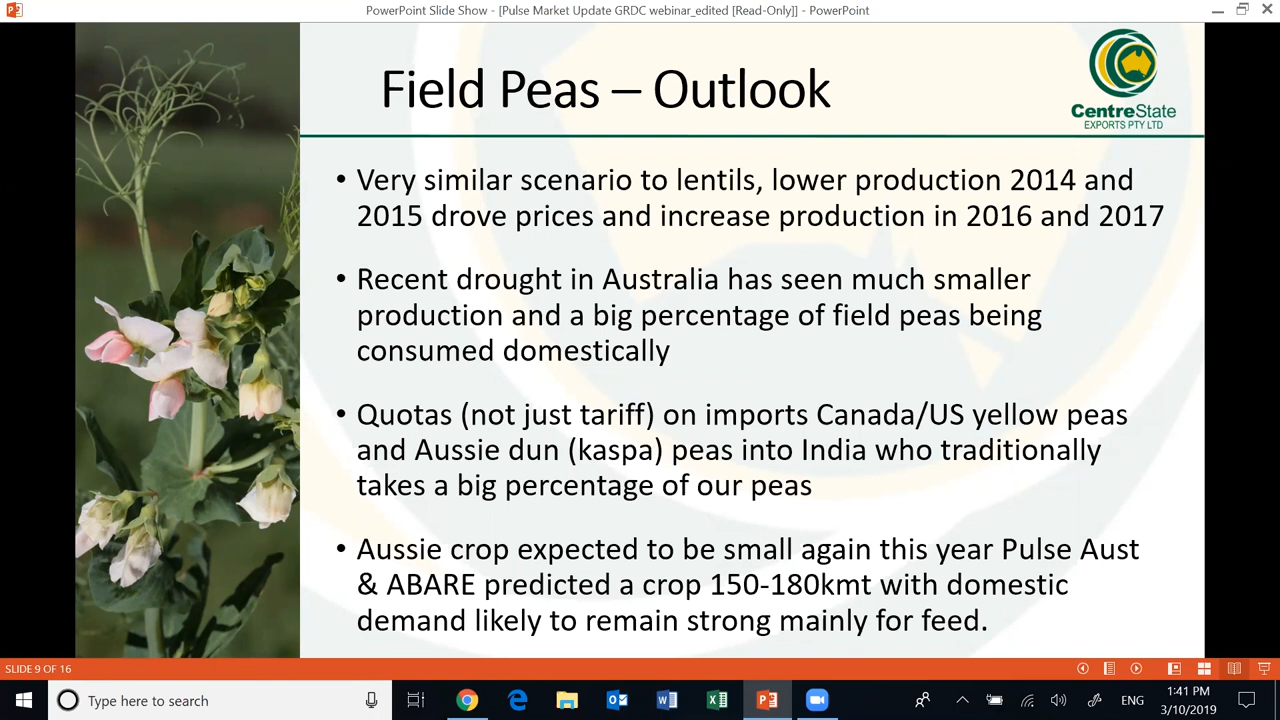 PowerPoint Slide Show - [Pulse Market Update GRDC webinar_edited [Read-Only]] - PowerPoint
Field Peas – Outlook
CentreState
EXPORTS PTY LTD
• Very similar scenario to lentils, lower production 2014 and
2015 drove prices and increase production in 2016 and 2017
• Recent drought in Australia has seen much smaller
production and a big percentage of field peas being
consumed domestically
• Quotas (not just tariff) on imports Canada/US yellow peas
and Aussie dun (kaspa) peas into India who traditionally
takes a big percentage of our peas
• Aussie crop expected to be small again this year Pulse Aust
& ABARE predicted a crop 150-180kmt with domestic
demand likely to remain strong mainly for feed.
SLIDE 9 OF 16
Type here to search
ENG
1:41 PM
3/10/2019